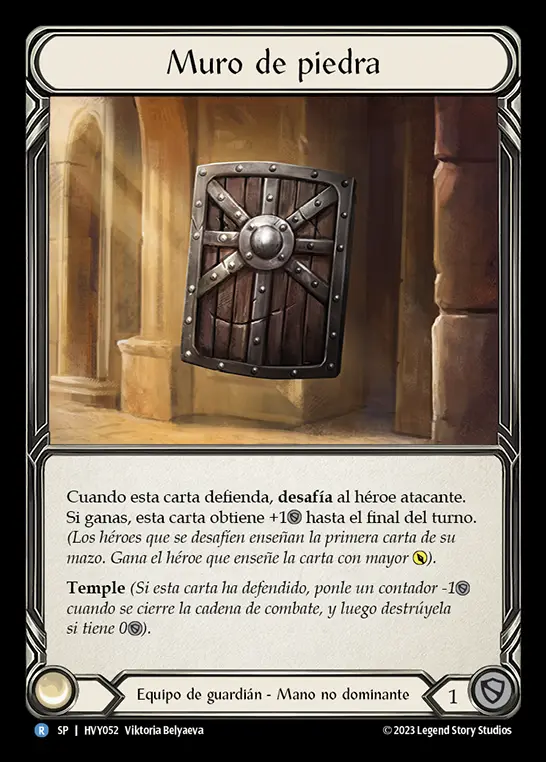 Muro de piedra
Cuando esta carta defienda, desafía al héroe atacante.
Si ganas, esta carta obtiene +1 hasta el final del turno.
(Los héroes que se desafíen enseñan la primera carta de su
mazo. Gana el héroe que enseñe la carta con mayor ).
Temple (Si esta carta ha defendido, ponle un contador -1
cuando se cierre la cadena de combate, y luego destrúyela
si tiene 0).
Equipo de guardián - Mano no dominante
1
R SP | HVY052 Viktoria Belyaeva
© 2023 Legend Story Studios